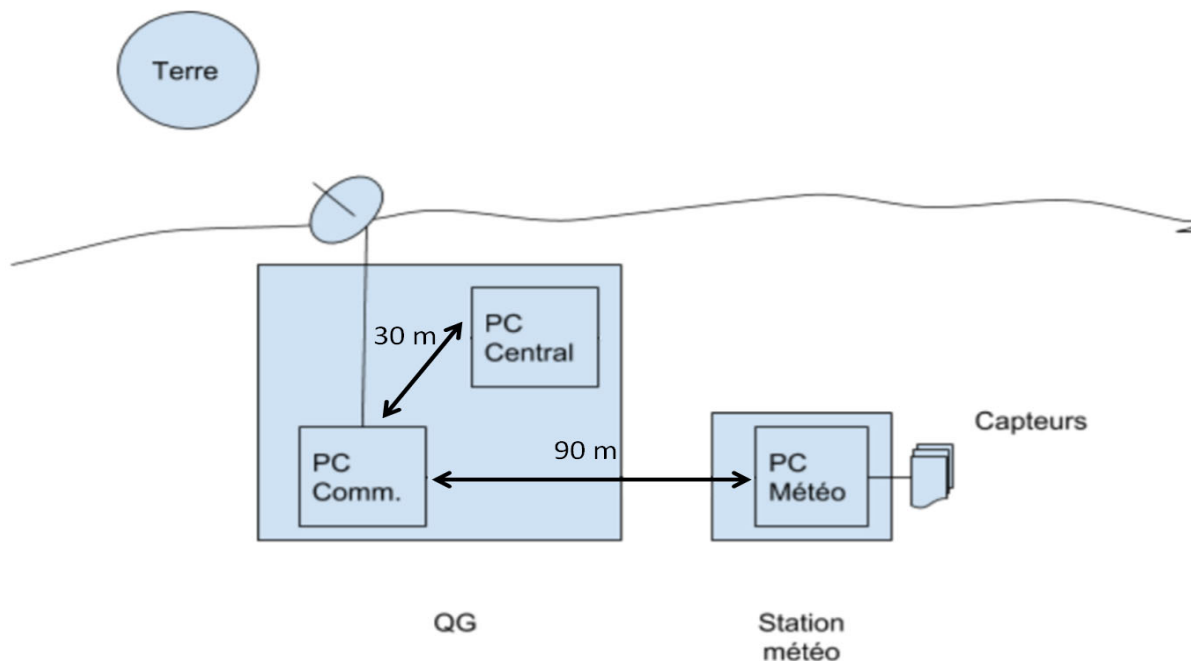 Terre
30 m
PC
Central
PC
Comm.
90 m
PC
Météo
Capteurs
QG
Station
météo